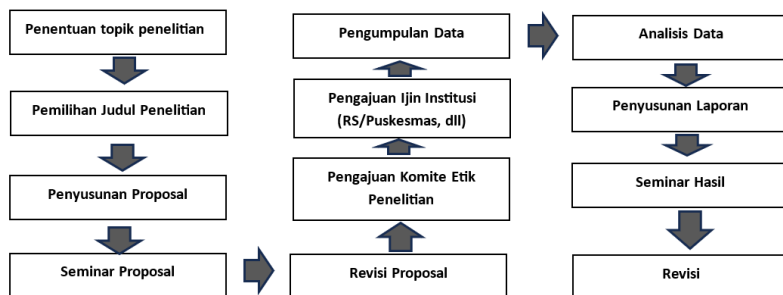 Penentuan topik penelitian
Pemilihan Judul Penelitian
Penyusunan Proposal
Seminar Proposal
Revisi Proposal
Pengajuan Komite Etik
Penelitian
Pengajuan Ijin Institusi
(RS/Puskesmas, dll)
Pengumpulan Data
Analisis Data
Penyusunan Laporan
Seminar Hasil
Revisi